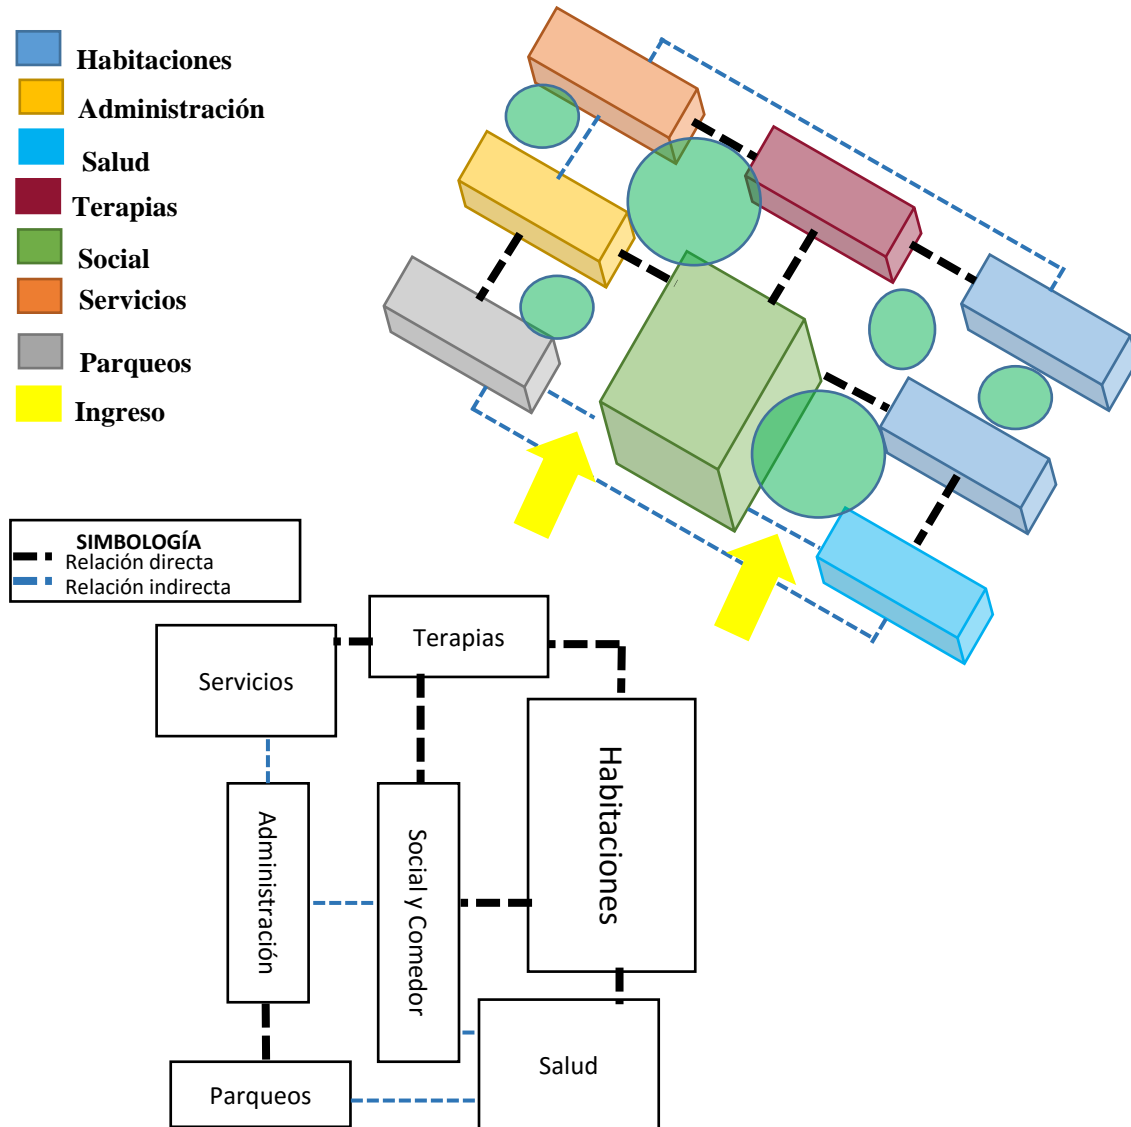 Habitaciones
Administración
Salud
Terapias
Social
Servicios
Parqueos
Ingreso
SIMBOLOGÍA
Relación directa
Relación indirecta
Terapias
Servicios
Habitaciones
Administración
Social y Comedor
Salud
Parqueos